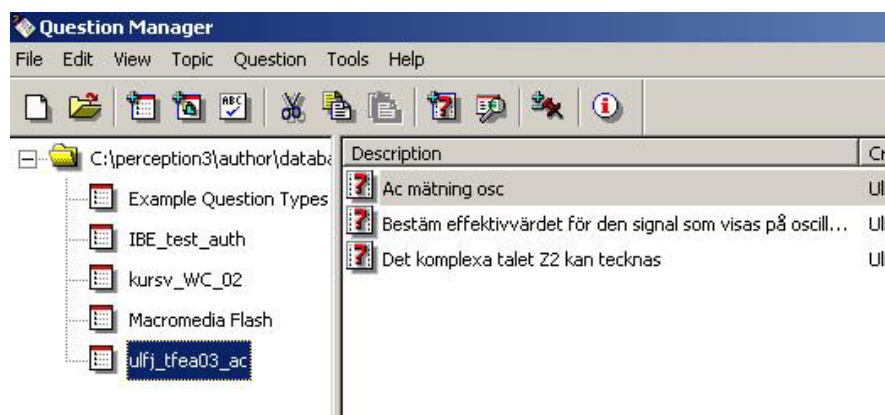 Question Manager
File Edit View Topic Question Tools Help
ABC
C:\perception3\author\databa
Example Question Types
IBE_test_auth
kursv_WC_02
Macromedia Flash
ulfj_tfea03_ac
Description Cr
Ac mätning osc Ul
Bestäm effektivvärdet för den signal som visas på oscill... Ul
Det komplexa talet Z2 kan tecknas Ul